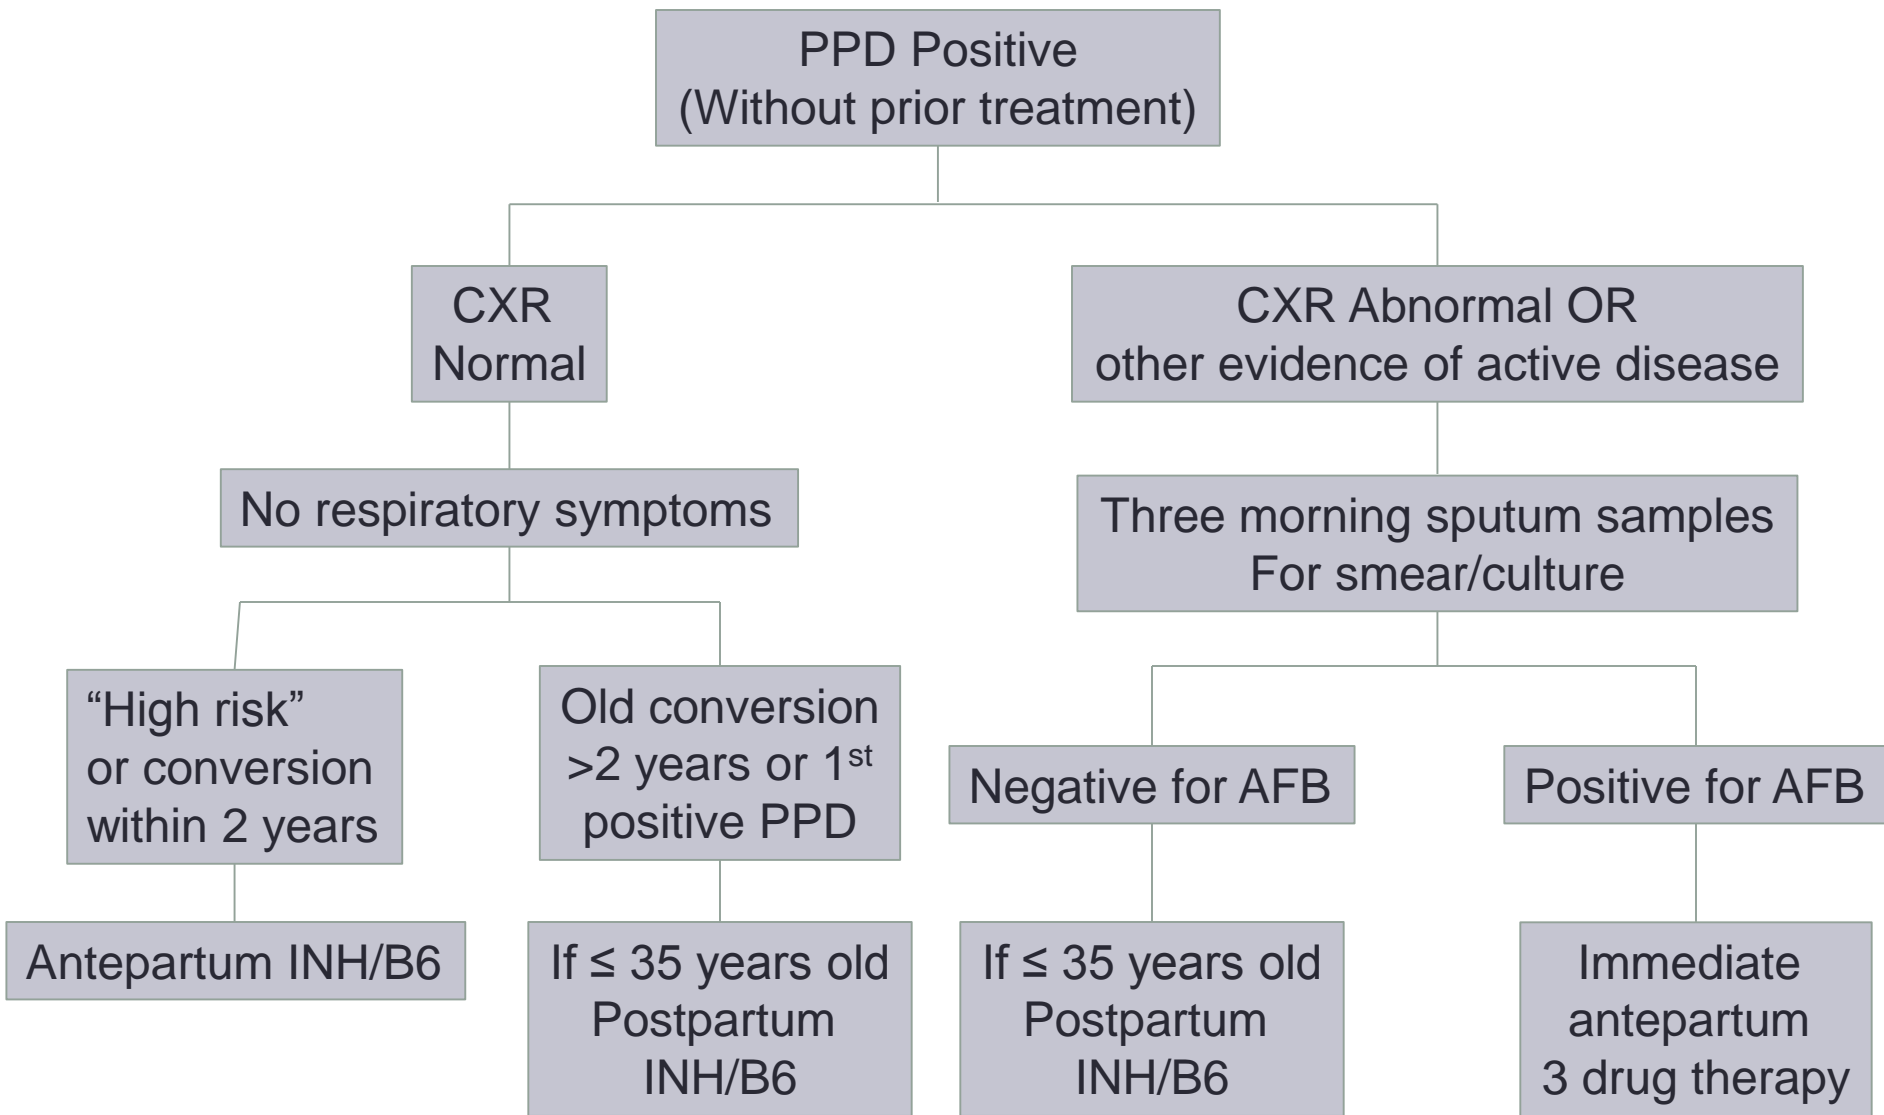 PPD Positive
(Without prior treatment)
CXR
Normal
CXR Abnormal OR
other evidence of active disease
No respiratory symptoms
Three morning sputum samples
For smear/culture
“High risk”
or conversion
within 2 years
Old conversion
>2 years or 1st
positive PPD
Negative for AFB
Positive for AFB
Antepartum INH/B6
If ≤ 35 years old
Postpartum
INH/B6
If ≤ 35 years old
Postpartum
INH/B6
Immediate
antepartum
3 drug therapy